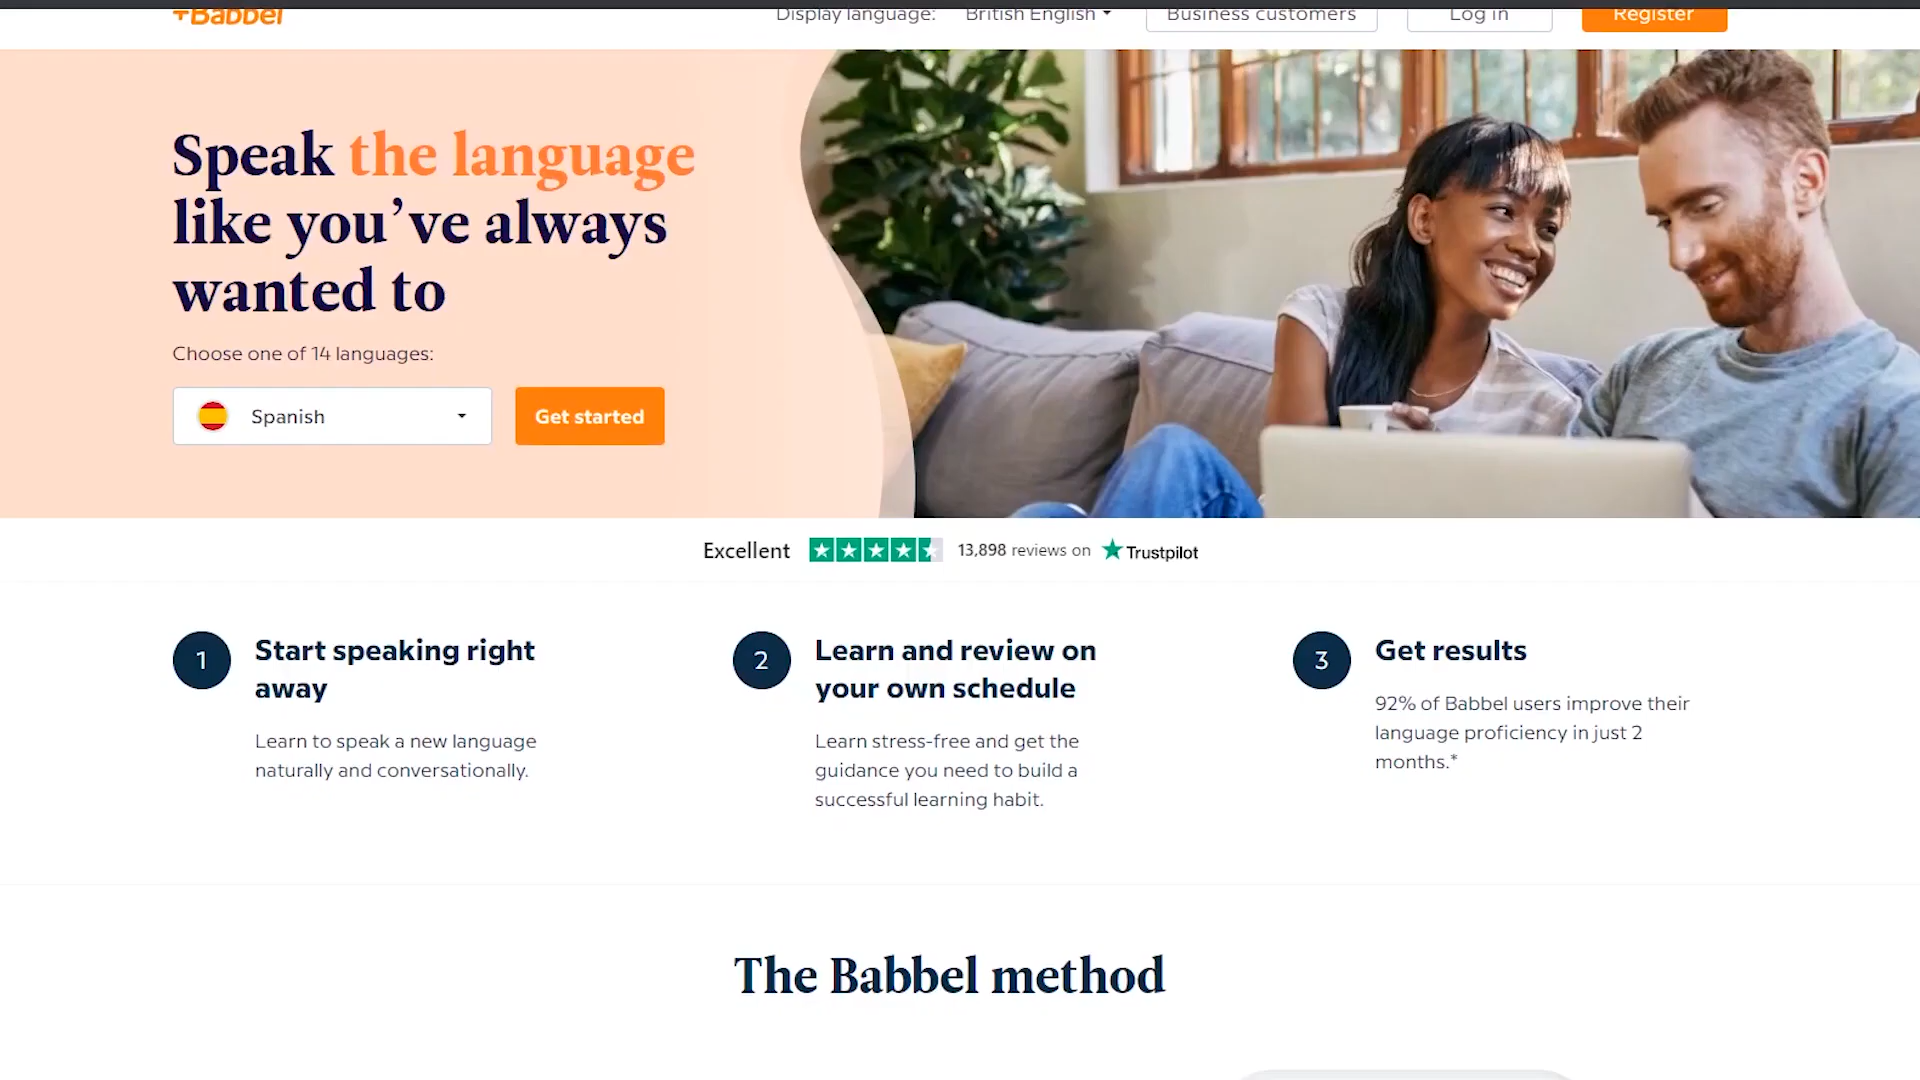 +Babbel
Display language: British English Business customers Log in Register
Speak the language
like you’ve always
wanted to
Choose one of 14 languages:
Spanish Get started
Excellent 13,898 reviews on Trustpilot
1 Start speaking right
away
Learn to speak a new language
naturally and conversationally.
2 Learn and review on
your own schedule
Learn stress-free and get the
guidance you need to build a
successful learning habit.
3 Get results
92% of Babbel users improve their
language proficiency in just 2
months.*
The Babbel method